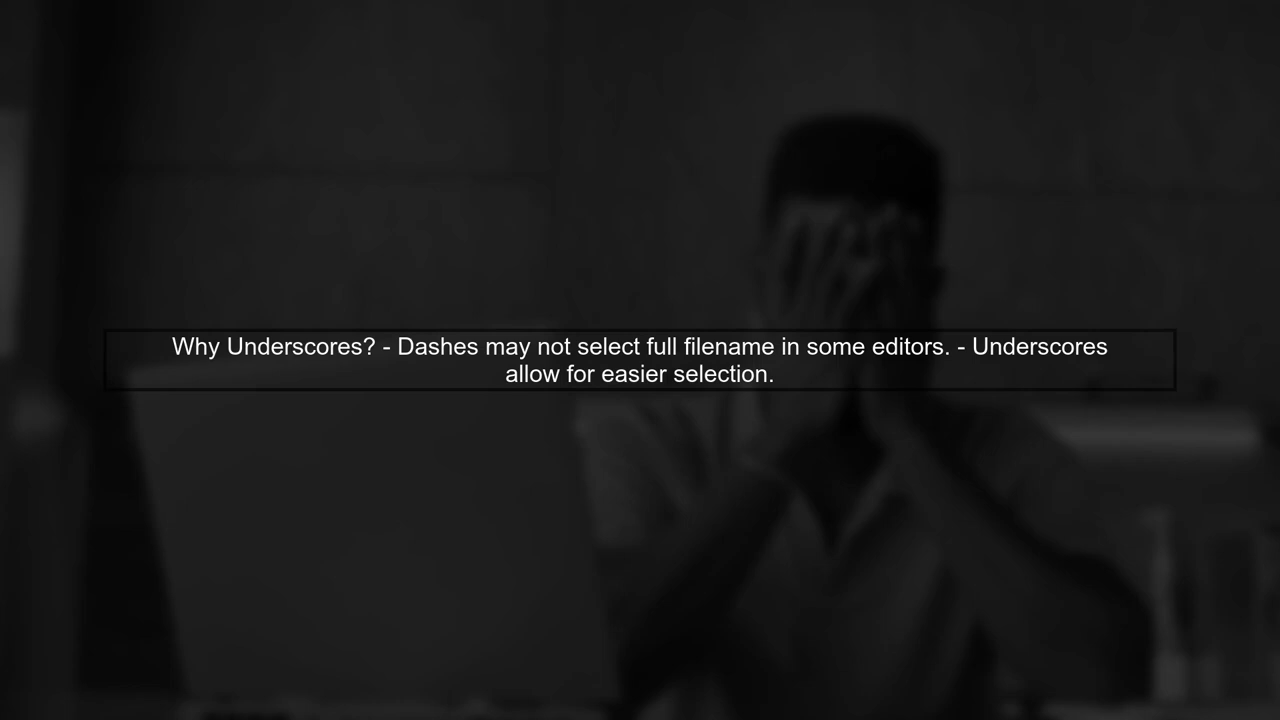 Why Underscores? - Dashes may not select full filename in some editors. - Underscores
allow for easier selection.